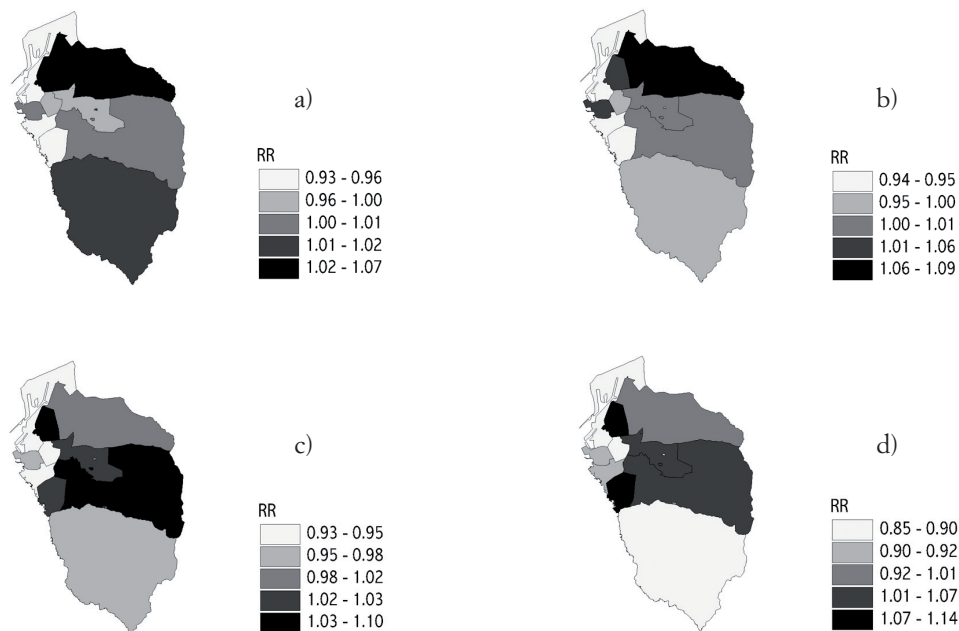 a)
RR
0.93 - 0.96
0.96 - 1.00
1.00 - 1.01
1.01 - 1.02
1.02 - 1.07
b)
RR
0.94 - 0.95
0.95 - 1.00
1.00 - 1.01
1.01 - 1.06
1.06 - 1.09
c)
RR
0.93 - 0.95
0.95 - 0.98
0.98 - 1.02
1.02 - 1.03
1.03 - 1.10
d)
RR
0.85 - 0.90
0.90 - 0.92
0.92 - 1.01
1.01 - 1.07
1.07 - 1.14